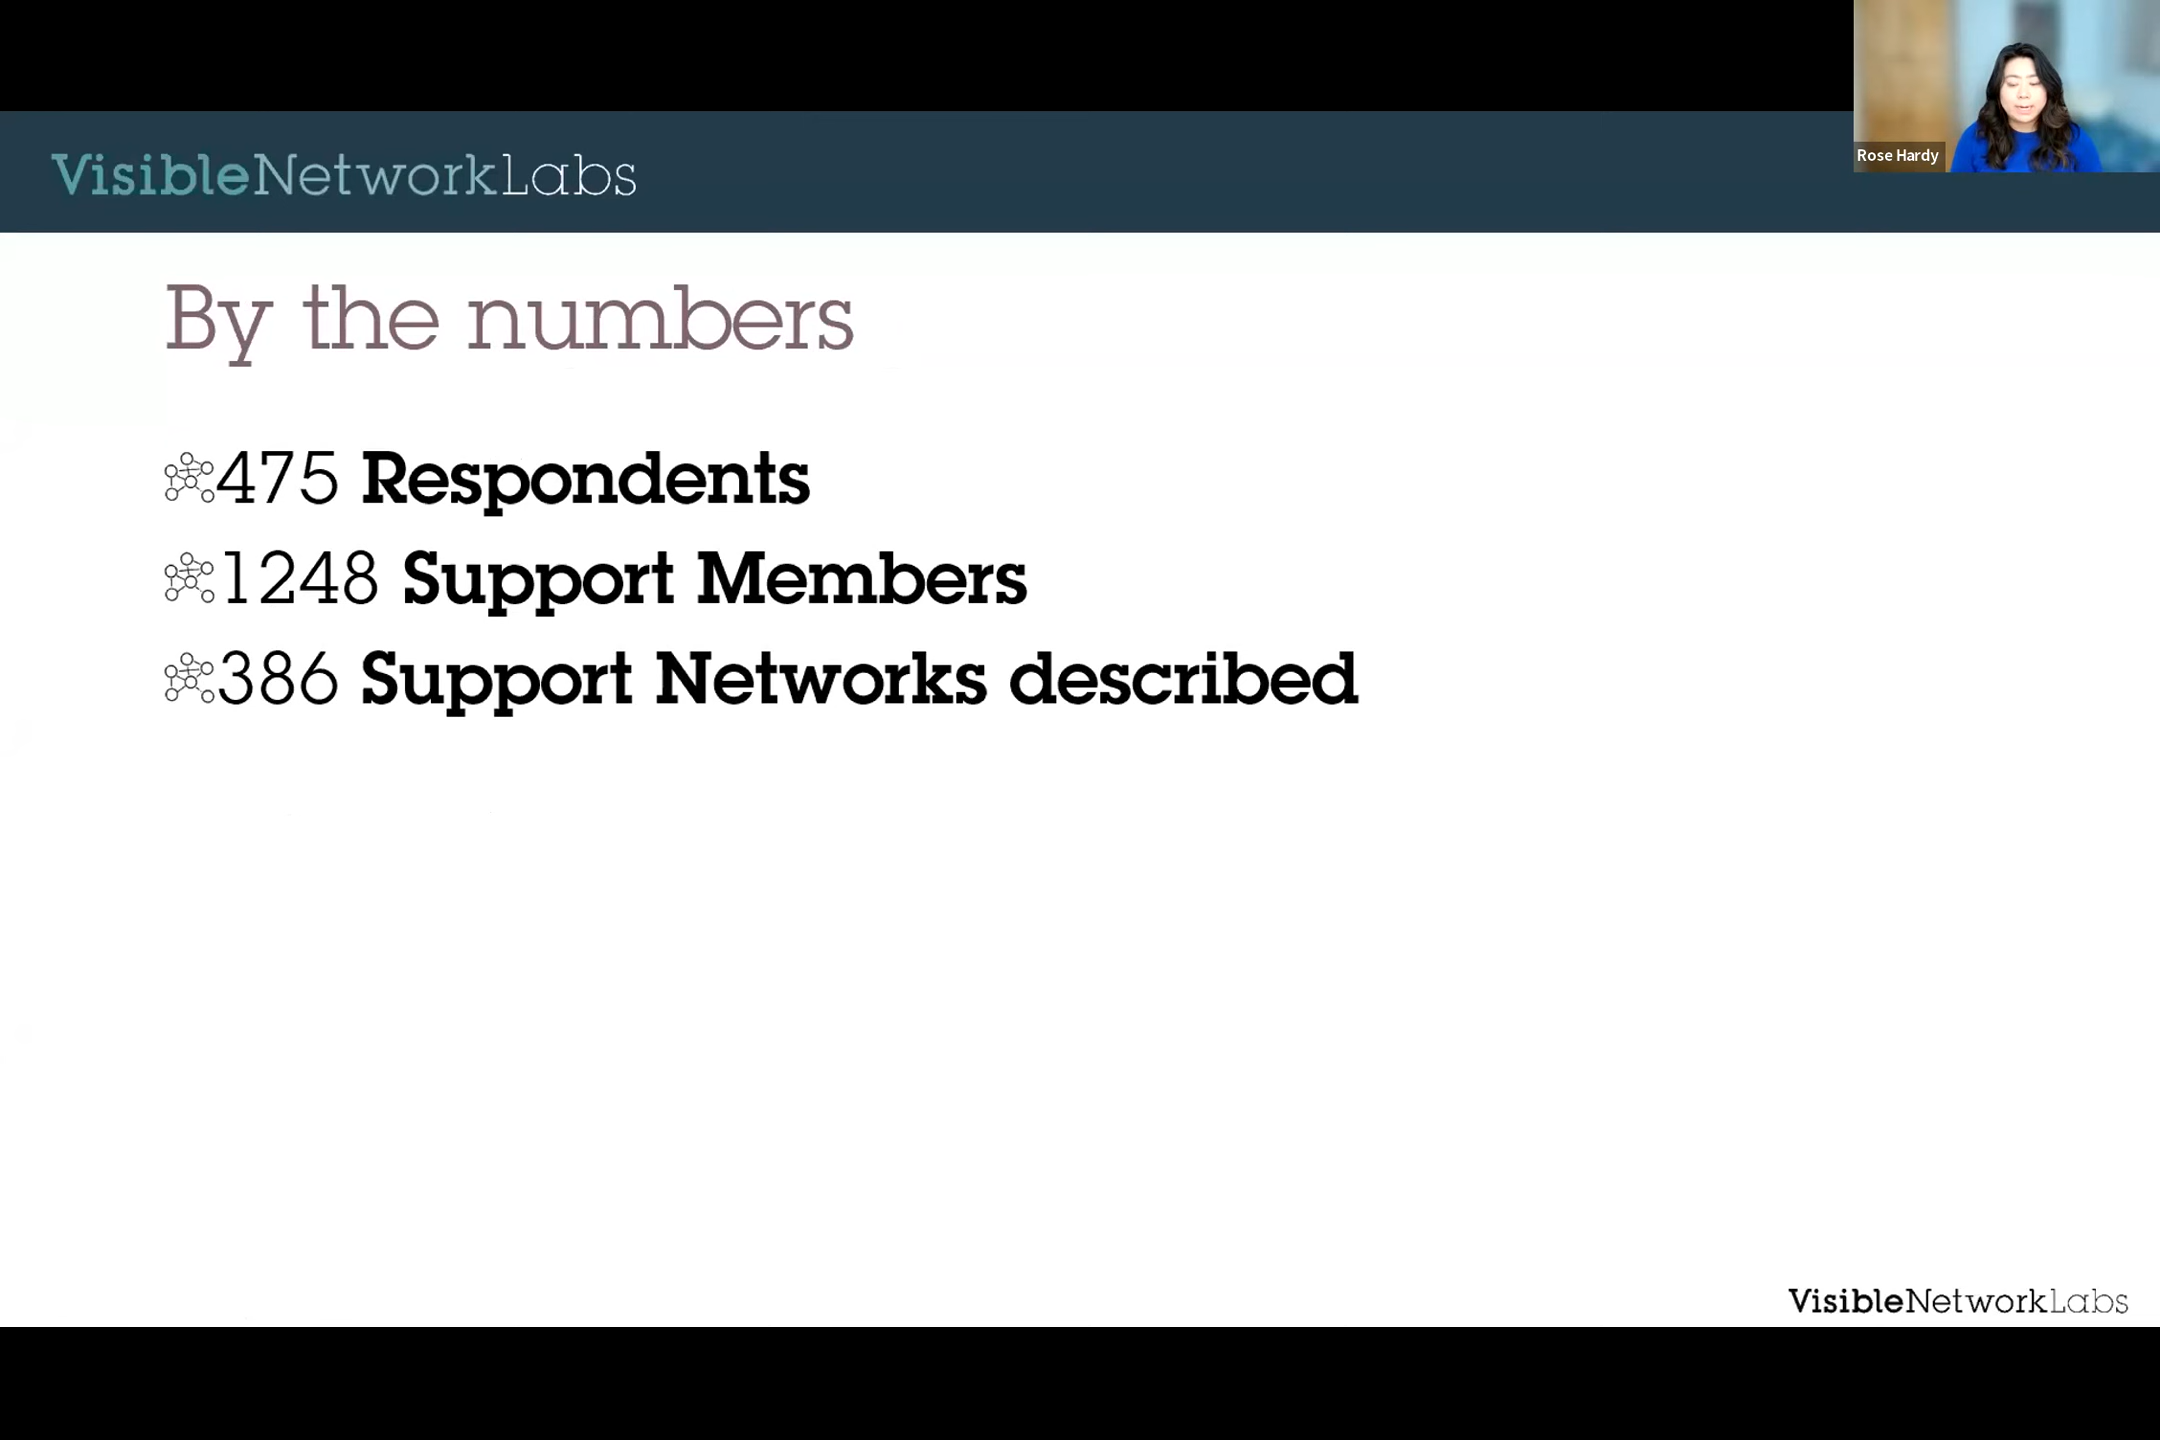 VisibleNetworkLabs
Rose Hardy
By the numbers
475 Respondents
1248 Support Members
386 Support Networks described
VisibleNetworkLabs